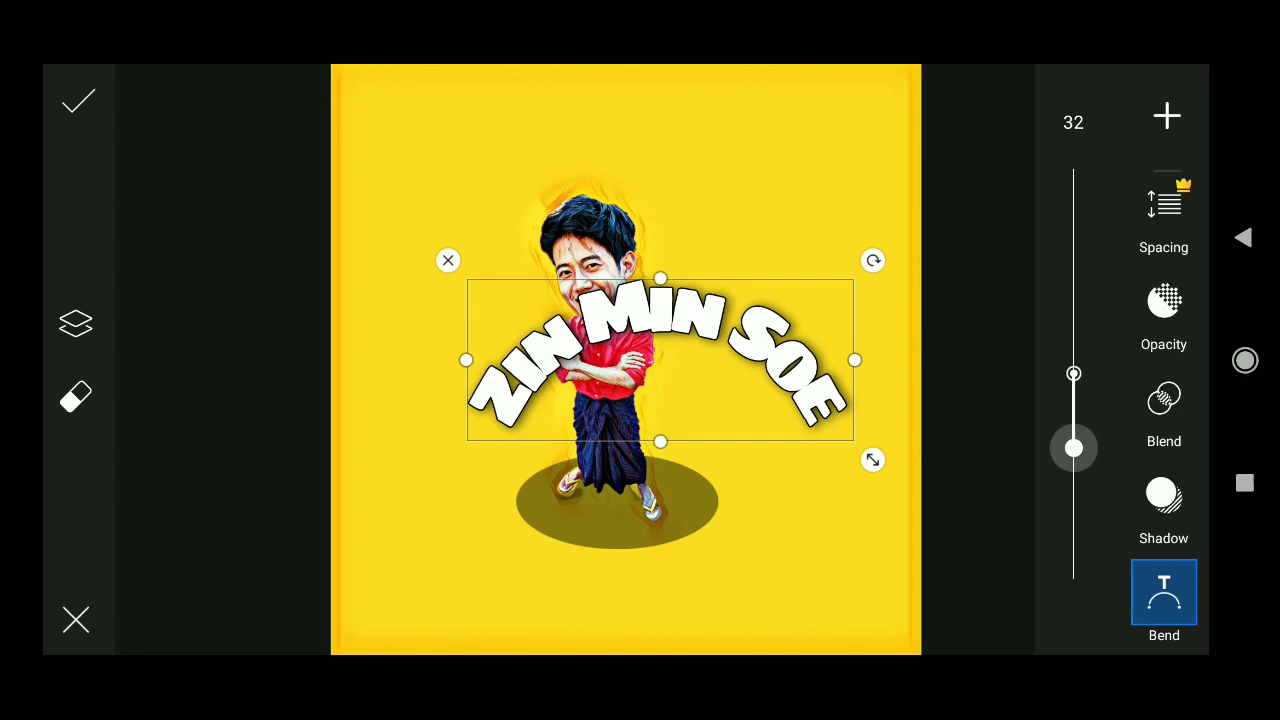 32
Spacing
Opacity
Blend
Shadow
T
Bend
ZIN MIN SOE